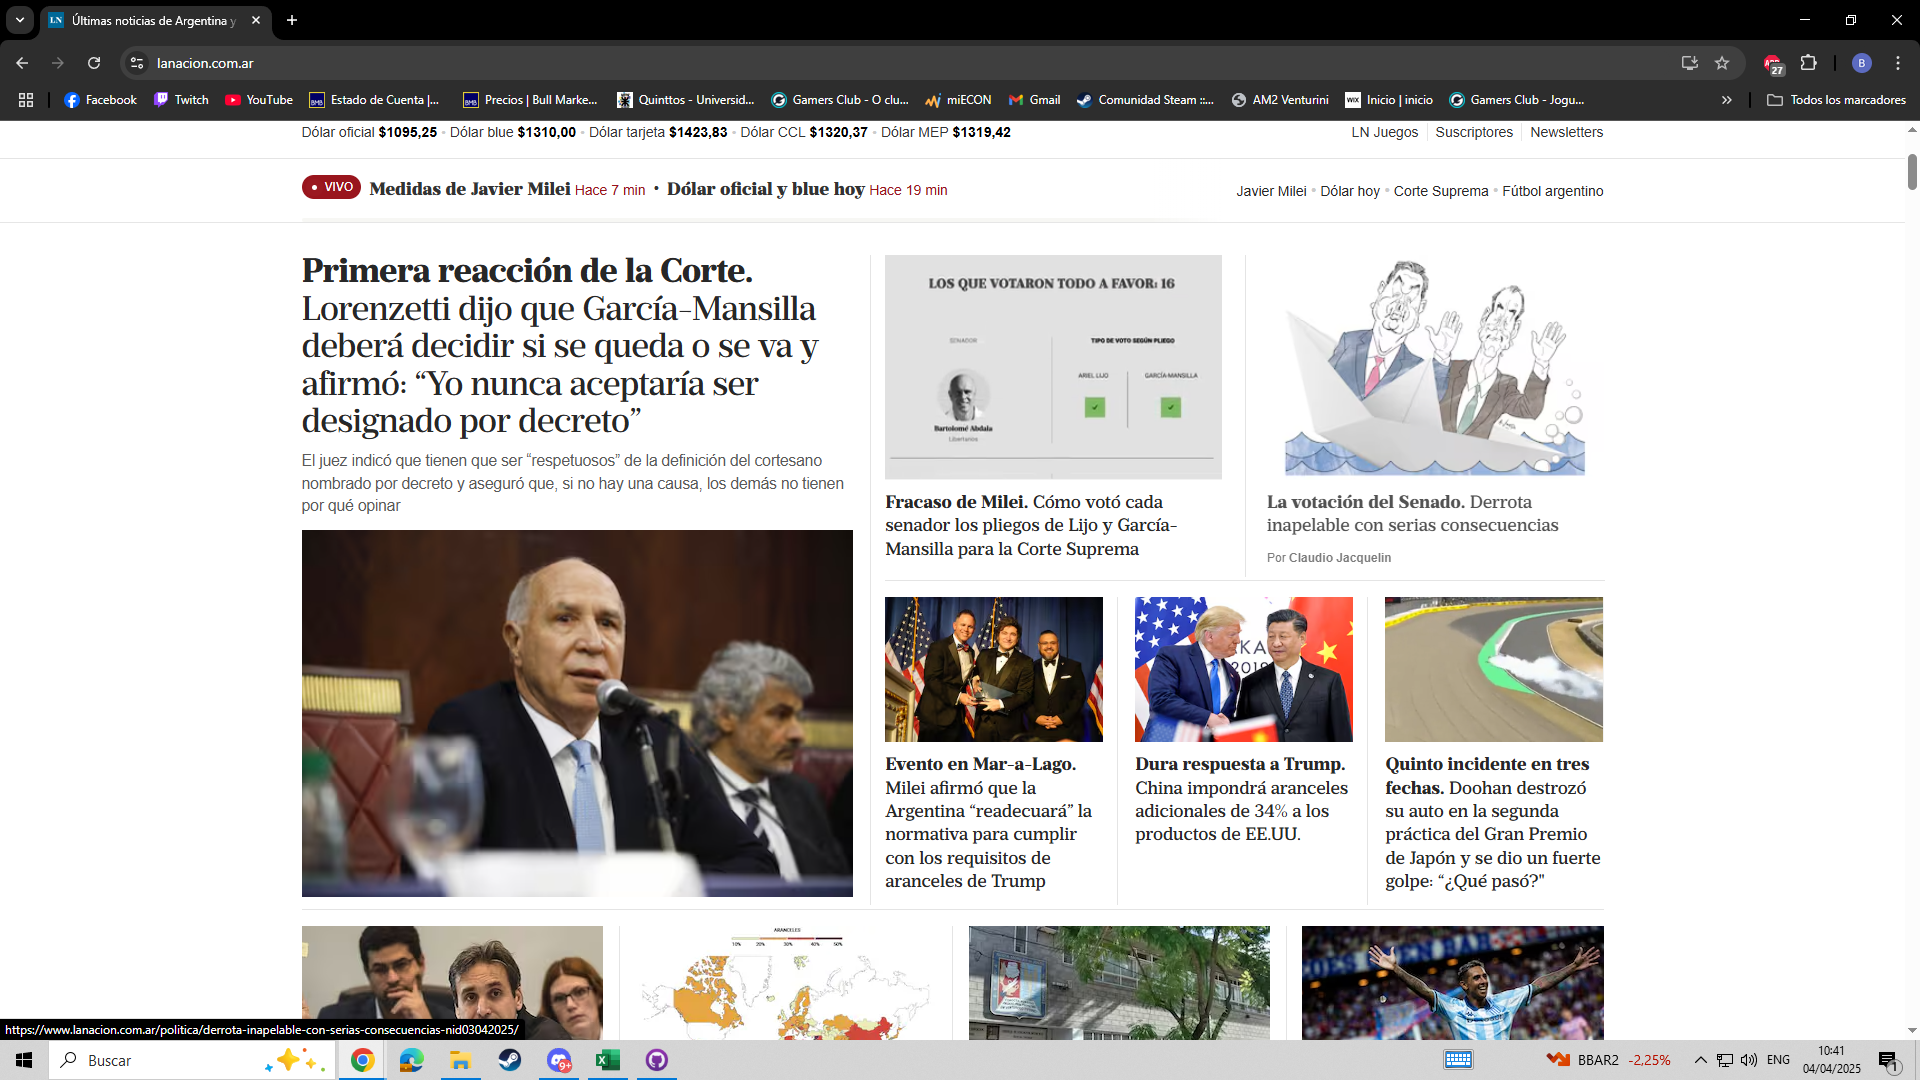 LN Últimas noticias de Argentina y
lanacion.com.ar
27
B
Facebook Twitch YouTube Estado de Cuenta |... Precios | Bull Marke... Quinttos - Universid... Gamers Club - O clu... miECON Gmail Comunidad Steam ::... AM2 Venturini Inicio | inicio Gamers Club - Jogu... » Todos los marcadores
Dólar oficial $1095,25 • Dólar blue $1310,00 • Dólar tarjeta $1423,83 • Dólar CCL $1320,37 • Dólar MEP $1319,42
LN Juegos Suscriptores Newsletters
• VIVO Medidas de Javier Milei Hace 7 min • Dólar oficial y blue hoy Hace 19 min
Javier Milei • Dólar hoy • Corte Suprema • Fútbol argentino
Primera reacción de la Corte.
Lorenzetti dijo que García-Mansilla
deberá decidir si se queda o se va y
afirmó: “Yo nunca aceptaría ser
designado por decreto”
El juez indicó que tienen que ser “respetuosos” de la definición del cortesano
nombrado por decreto y aseguró que, si no hay una causa, los demás no tienen
por qué opinar
LOS QUE VOTARON TODO A FAVOR: 16
SENADOR
TIPO DE VOTO SEGÚN PLIEGO
ARIEL LIJO
GARCÍA-MANSILLA
Bartolomé Abdala
Libertarios
Fracaso de Milei. Cómo votó cada
senador los pliegos de Lijo y García-
Mansilla para la Corte Suprema
La votación del Senado. Derrota
inapelable con serias consecuencias
Por Claudio Jacquelin
Evento en Mar-a-Lago.
Milei afirmó que la
Argentina “readecuará” la
normativa para cumplir
con los requisitos de
aranceles de Trump
KA
2019
Dura respuesta a Trump.
China impondrá aranceles
adicionales de 34% a los
productos de EE.UU.
Quinto incidente en tres
fechas. Doohan destrozó
su auto en la segunda
práctica del Gran Premio
de Japón y se dio un fuerte
golpe: “¿Qué pasó?"
ARANCELES
10% 20% 30% 40% 50%
https://www.lanacion.com.ar/politica/derrota-inapelable-con-serias-consecuencias-nid03042025/
Buscar
9+
BBAR2 -2,25%
ENG
10:41
04/04/2025
1